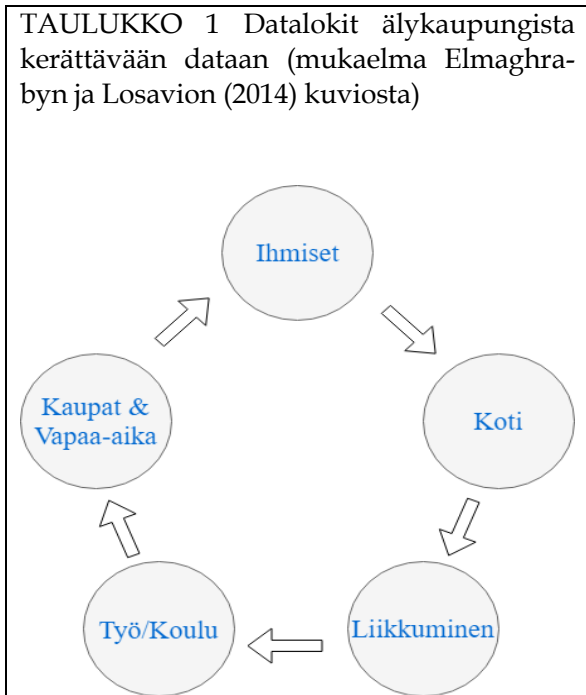 TAULUKKO 1 Datalokit älykaupungista
kerättävään dataan (mukaelma Elmaghra-
byn ja Losavion (2014) kuviosta)
Ihmiset
Koti
Liikkuminen
Työ/Koulu
Kaupat &
Vapaa-aika